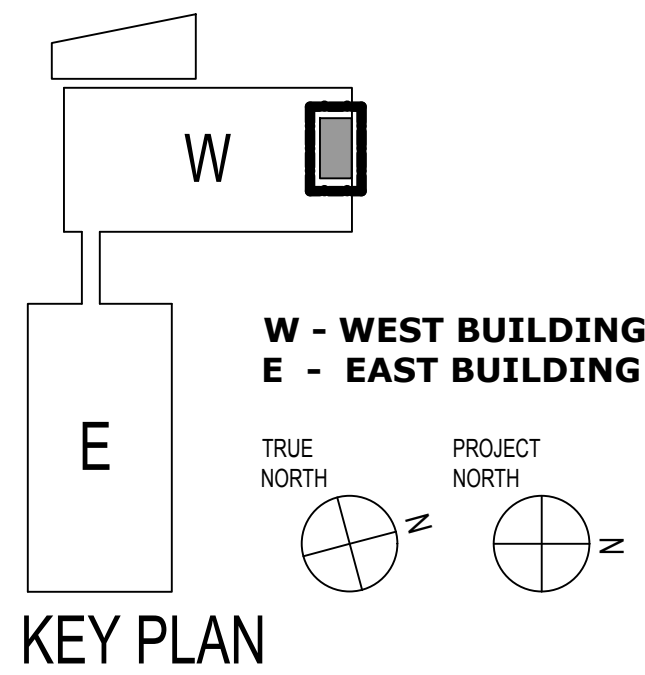 W
W - WEST BUILDING
E - EAST BUILDING
E
TRUE
NORTH
N
PROJECT
NORTH
N
KEY PLAN